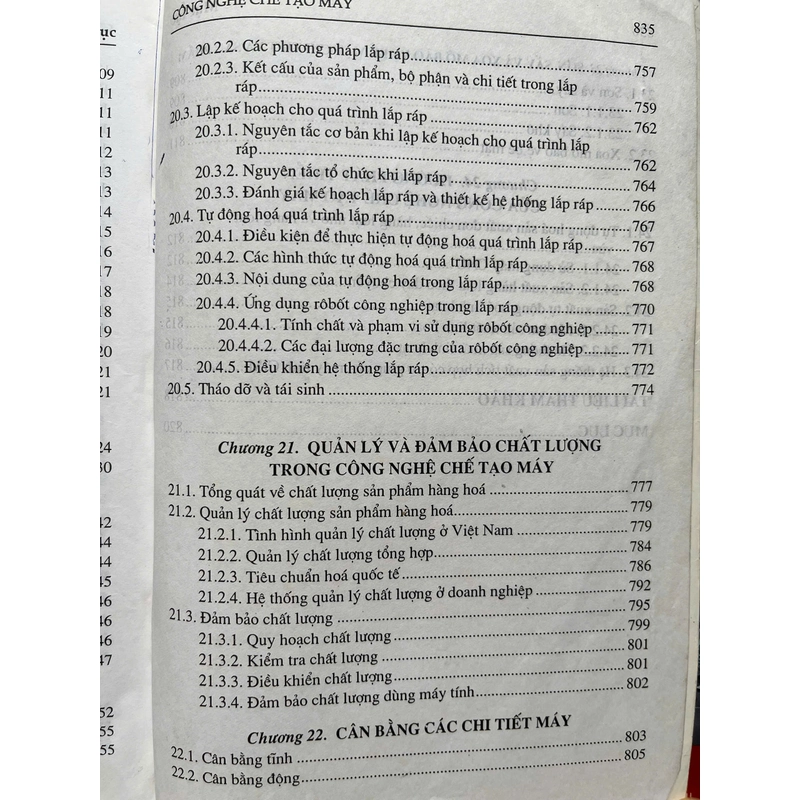 CÔNG NGHỆ CHẾ TẠO MÁY 835
20.2.2. Các phương pháp lắp ráp 757
20.2.3. Kết cấu của sản phẩm, bộ phận và chi tiết trong lắp
ráp 759
20.3. Lập kế hoạch cho quá trình lắp ráp 762
20.3.1. Nguyên tắc cơ bản khi lập kế hoạch cho quá trình lắp
ráp 762
20.3.2. Nguyên tắc tổ chức khi lắp ráp 764
20.3.3. Đánh giá kế hoạch lắp ráp và thiết kế hệ thống lắp ráp 766
20.4. Tự động hoá quá trình lắp ráp 767
20.4.1. Điều kiện để thực hiện tự động hoá quá trình lắp ráp 767
20.4.2. Các hình thức tự động hoá quá trình lắp ráp 768
20.4.3. Nội dung của tự động hoá trong lắp ráp 768
20.4.4. Ứng dụng rôbốt công nghiệp trong lắp ráp 770
20.4.4.1. Tính chất và phạm vi sử dụng rôbốt công nghiệp 771
20.4.4.2. Các đại lượng đặc trưng của rôbốt công nghiệp 771
20.4.5. Điều khiển hệ thống lắp ráp 772
20.5. Tháo dỡ và tái sinh 774
Chương 21. QUẢN LÝ VÀ ĐẢM BẢO CHẤT LƯỢNG
TRONG CÔNG NGHỆ CHẾ TẠO MÁY
21.1. Tổng quát về chất lượng sản phẩm hàng hoá 777
21.2. Quản lý chất lượng sản phẩm hàng hoá 779
21.2.1. Tình hình quản lý chất lượng ở Việt Nam 779
21.2.2. Quản lý chất lượng tổng hợp 784
21.2.3. Tiêu chuẩn hoá quốc tế 786
21.2.4. Hệ thống quản lý chất lượng ở doanh nghiệp 792
21.3. Đảm bảo chất lượng 795
21.3.1. Quy hoạch chất lượng 799
21.3.2. Kiểm tra chất lượng 801
21.3.3. Điều khiển chất lượng 801
21.3.4. Đảm bảo chất lượng dùng máy tính 802
Chương 22. CÂN BẰNG CÁC CHI TIẾT MÁY
22.1. Cân bằng tĩnh 803
22.2. Cân bằng động 805